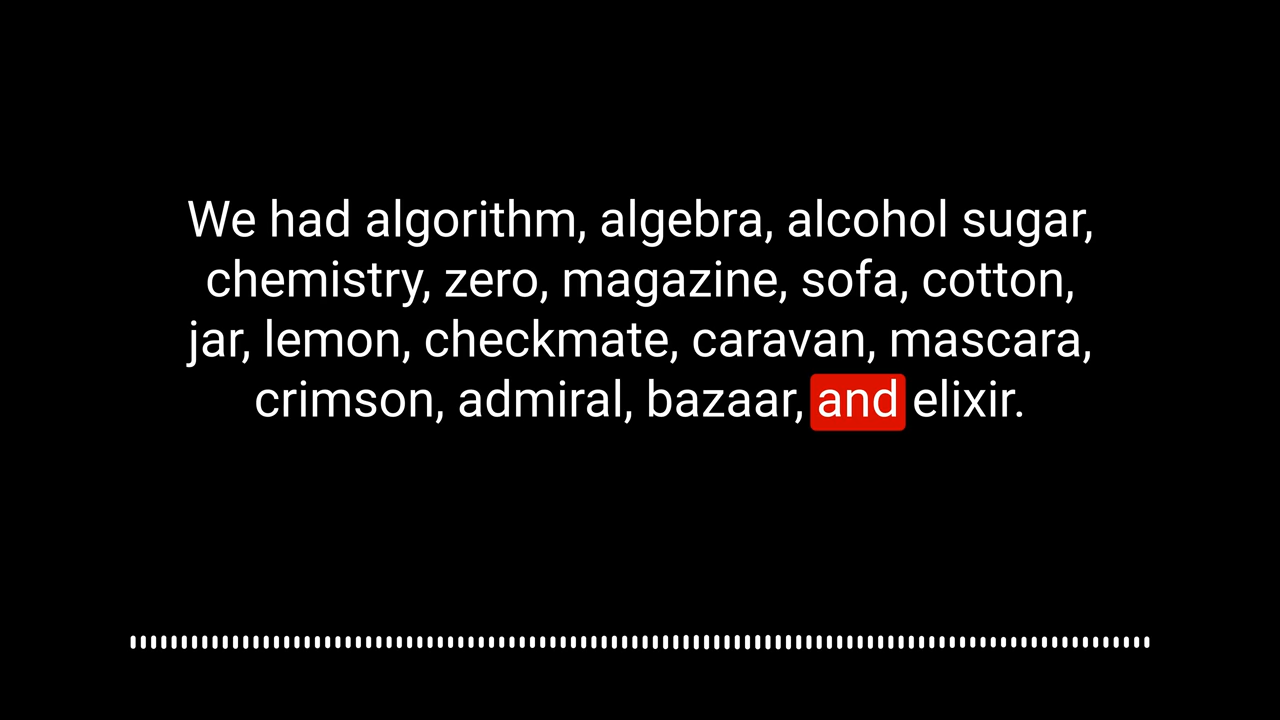 We had algorithm, algebra, alcohol sugar,
chemistry, zero, magazine, sofa, cotton,
jar, lemon, checkmate, caravan, mascara,
crimson, admiral, bazaar, and elixir.